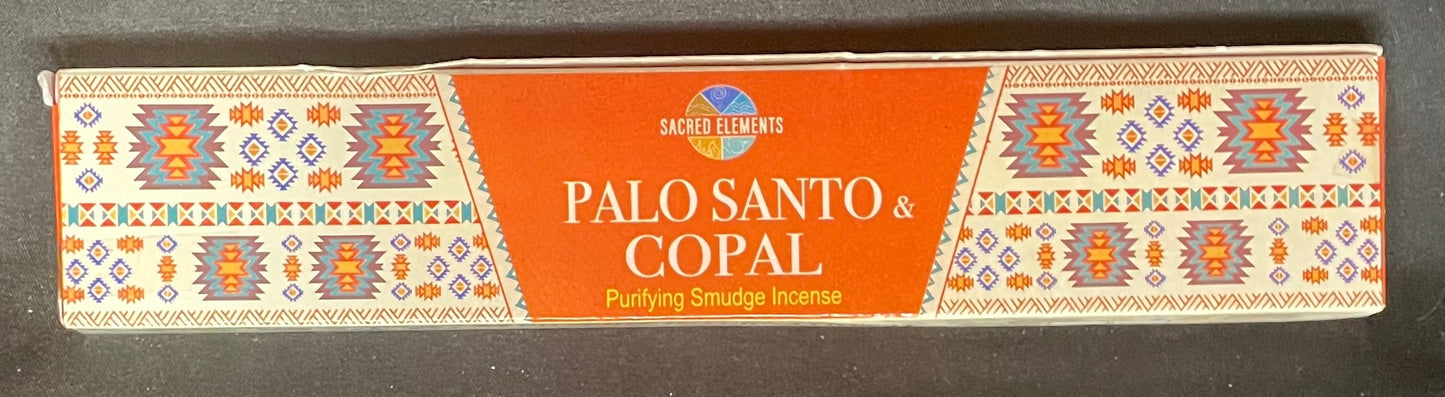 SACRED ELEMENTS
PALO SANTO &
COPAL
Purifying Smudge Incense